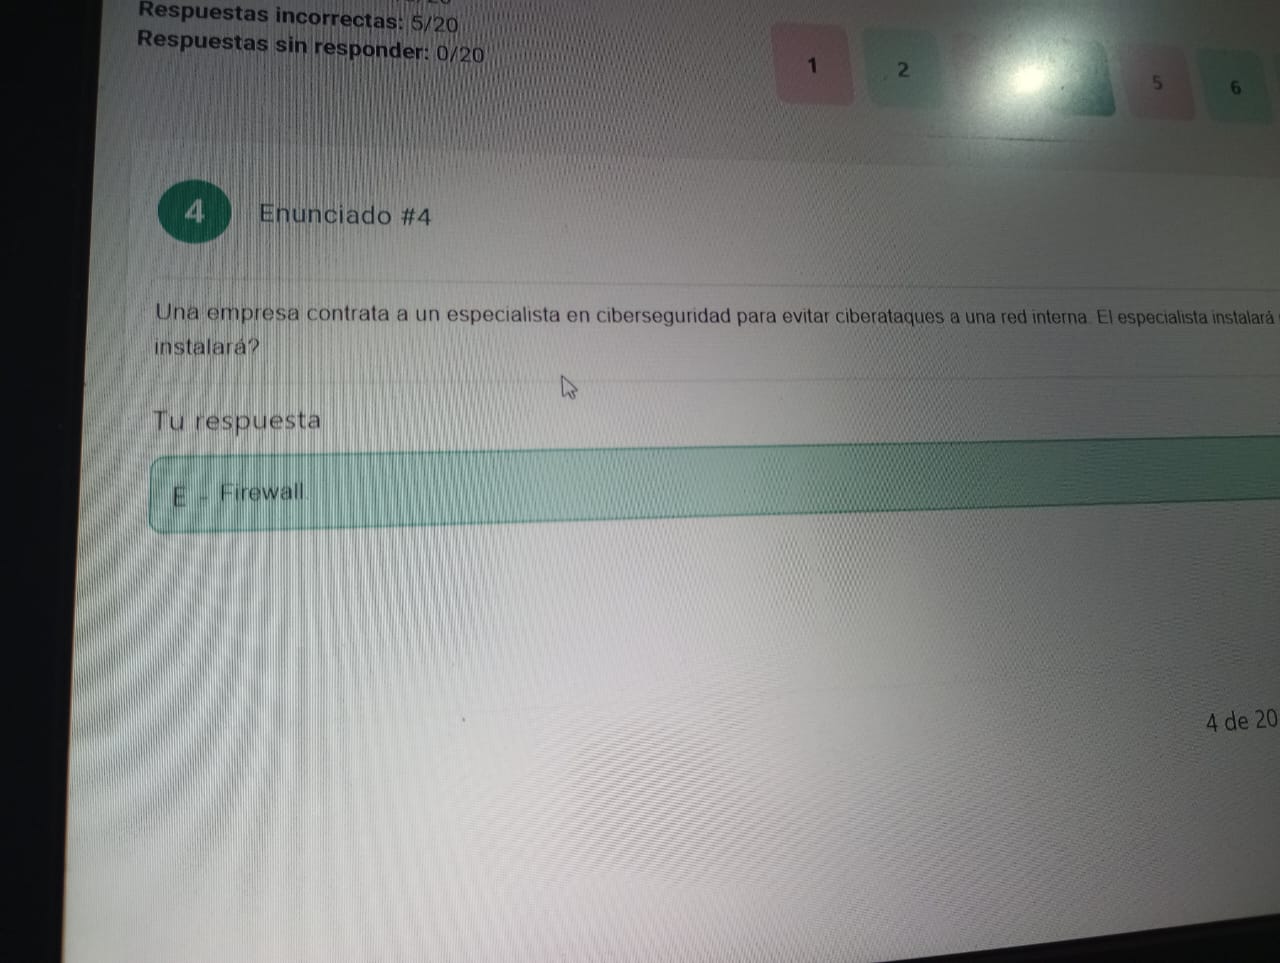 Respuestas incorrectas: 5/20
Respuestas sin responder: 0/20
1 2 5 6
4 Enunciado #4
Una empresa contrata a un especialista en ciberseguridad para evitar ciberataques a una red interna. El especialista instalará
instalará?
Tu respuesta
E - Firewall.
4 de 20